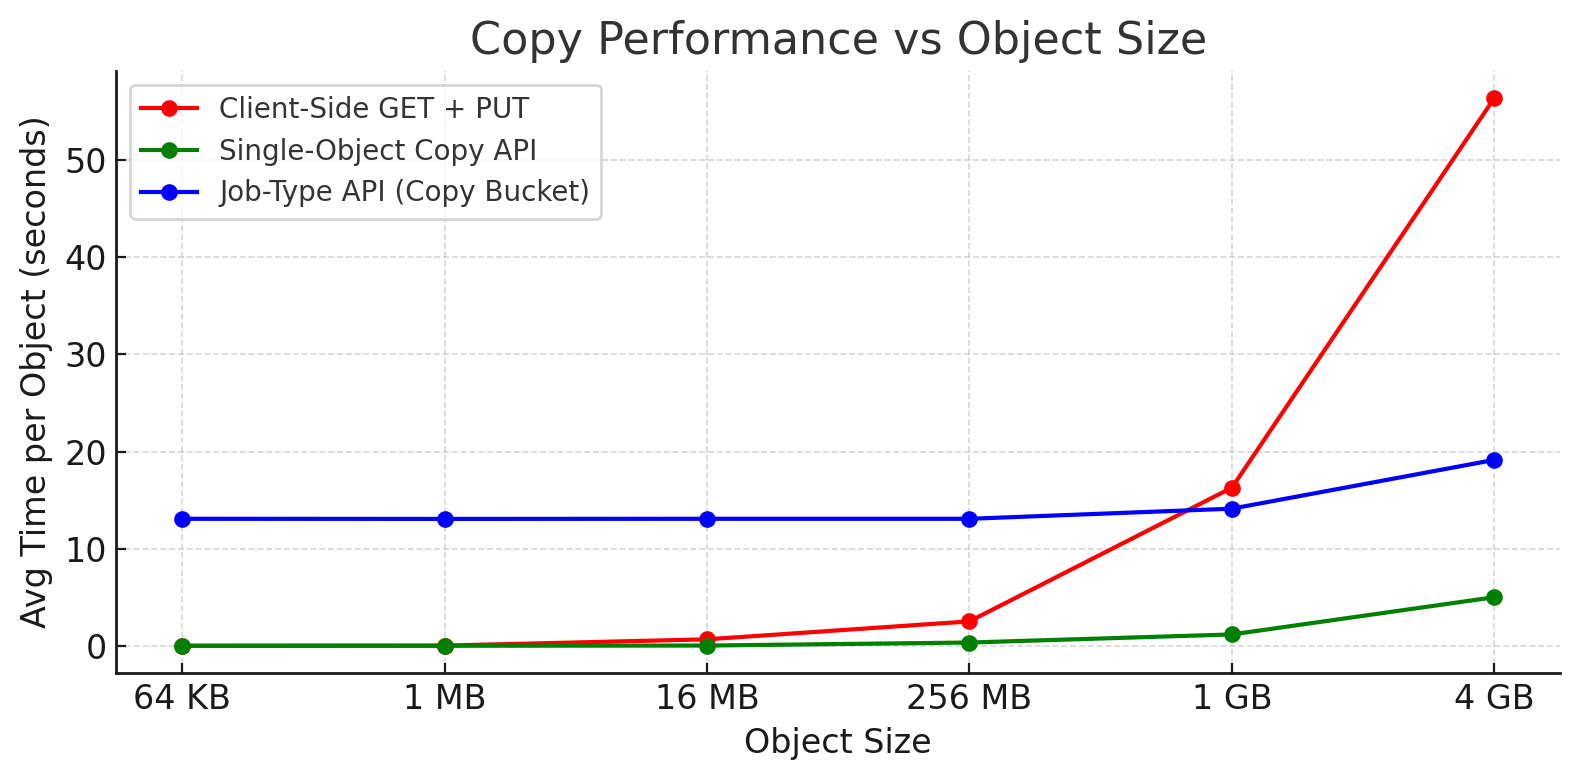 Copy Performance vs Object Size
Client-Side GET + PUT
Single-Object Copy API
Job-Type API (Copy Bucket)
Avg Time per Object (seconds)
50
40
30
20
10
0
64 KB 1 MB 16 MB 256 MB 1 GB 4 GB
Object Size